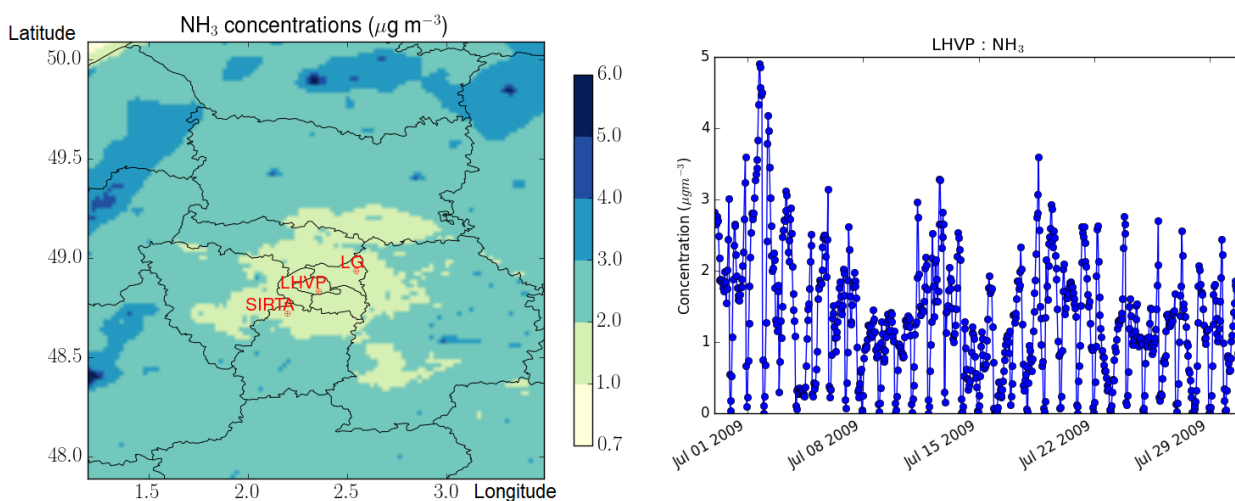 Latitude
NH₃ concentrations (μg m⁻³)
50.0
49.5
49.0
48.5
48.0
1.5
2.0
2.5
3.0
Longitude
LG
LHVP
SIRTA
6.0
5.0
4.0
3.0
2.0
1.0
0.7
LHVP : NH₃
Concentration (μgm⁻³)
5
4
3
2
1
0
Jul 01 2009
Jul 08 2009
Jul 15 2009
Jul 22 2009
Jul 29 2009